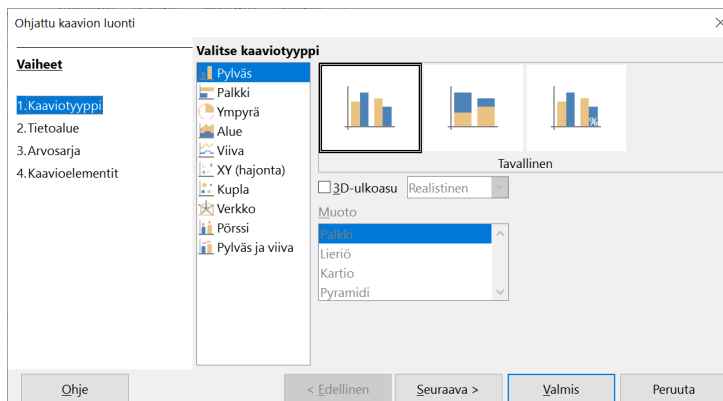 Ohjattu kaavion luonti
Vaiheet
1.Kaaviotyyppi
2.Tietoalue
3.Arvosarja
4.Kaavioelementit
Valitse kaaviotyyppi
Pylväs
Palkki
Ympyrä
Alue
Viiva
XY (hajonta)
Kupla
Verkko
Pörssi
Pylväs ja viiva
%
Tavallinen
3D-ulkoasu Realistinen
Muoto
Palkki
Lieriö
Kartio
Pyramidi
Ohje
< Edellinen
Seuraava >
Valmis
Peruuta